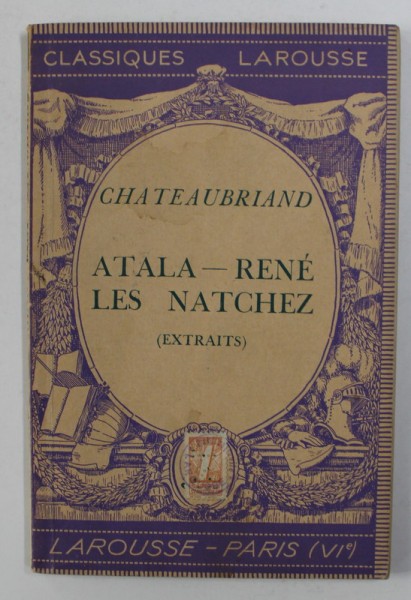 CLASSIQUES LAROUSSE
CHATEAUBRIAND
ATALA — RENÉ
LES NATCHEZ
(EXTRAITS)
LAROUSSE – PARIS (VIe)